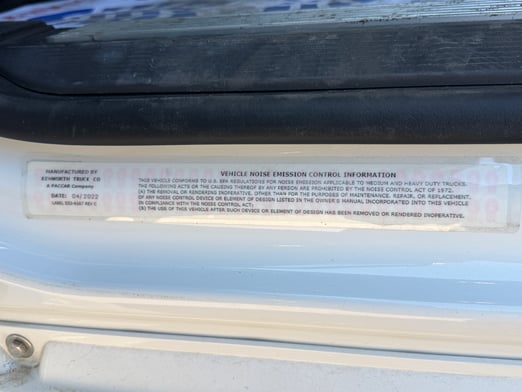 MANUFACTURED BY
KENWORTH TRUCK CO
A PACCAR Company
DATE: 04/2022
VEHICLE NOISE EMISSION CONTROL INFORMATION
THIS VEHICLE CONFORMS TO U.S. EPA REGULATIONS FOR NOISE EMISSION APPLICABLE TO MEDIUM AND HEAVY DUTY TRUCKS.
THE FOLLOWING ACTS OR THE CAUSING THEREOF BY ANY PERSON ARE PROHIBITED BY THE NOISE CONTROL ACT OF 1972.
(A) THE REMOVAL OR RENDERING INOPERATIVE, OTHER THAN FOR THE PURPOSES OF MAINTENANCE, REPAIR, OR REPLACEMENT,
OF ANY NOISE CONTROL DEVICE OR ELEMENT OF DESIGN LISTED IN THE OWNER'S MANUAL INCORPORATED INTO THIS VEHICLE
IN COMPLIANCE WITH THE NOISE CONTROL ACT;
(B) THE USE OF THIS VEHICLE AFTER SUCH DEVICE OR ELEMENT OF DESIGN HAS BEEN REMOVED OR RENDERED INOPERATIVE.